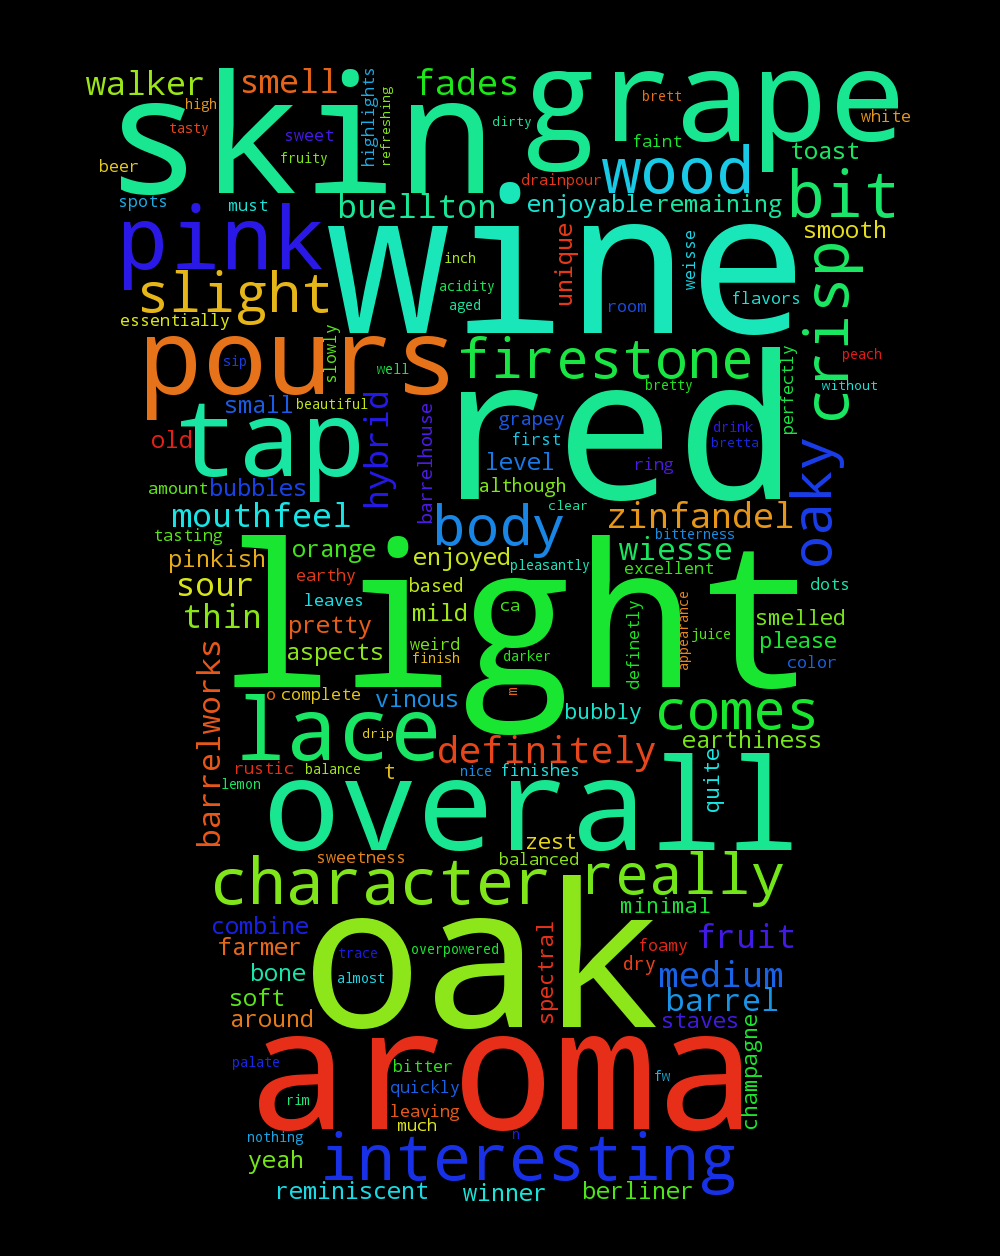 walker
skin
smell
highlights
refreshing
fades
grape
high
tasty
sweet
fruity
dirty
brett
faint
white
beer
spots
must
drainpour
wood
toast
bit
pink
buellton
enjoyable
remaining
smooth
wine
inch
acidity
aged
unique
room
weisse
flavors
crisp
slight
essentially
pours
sip
slowly
well
firestone
bretty
perfectly
peach
without
small
beautiful
tap
old
hybrid
barrelhouse
grapey
first
level
red
ring
drink
bretta
oaky
amount
bubbles
although
clear
mouthfeel
body
zinfandel
bitterness
tasting
pinkish
orange
enjoyed
pleasantly
wiesse
excellent
dots
sour
earthy
leaves
based
thin
pretty
mild
ca
light
definetly
appearance
juice
smelled
please
color
aspects
weird
finish
darker
barrelworks
o
complete
vinous
m
bubbly
comes
lace
drip
definitely
earthiness
rustic
balance
t
nice
finishes
quite
lemon
overall
zest
sweetness
balanced
character
really
minimal
combine
farmer
trace
overpowered
spectral
foamy
fruit
bone
almost
oak
dry
medium
soft
barrel
around
staves
aroma
champagne
palate
bitter
quickly
fw
rim
leaving
much
nothing
n
yeah
interesting
reminiscent
winner
berliner